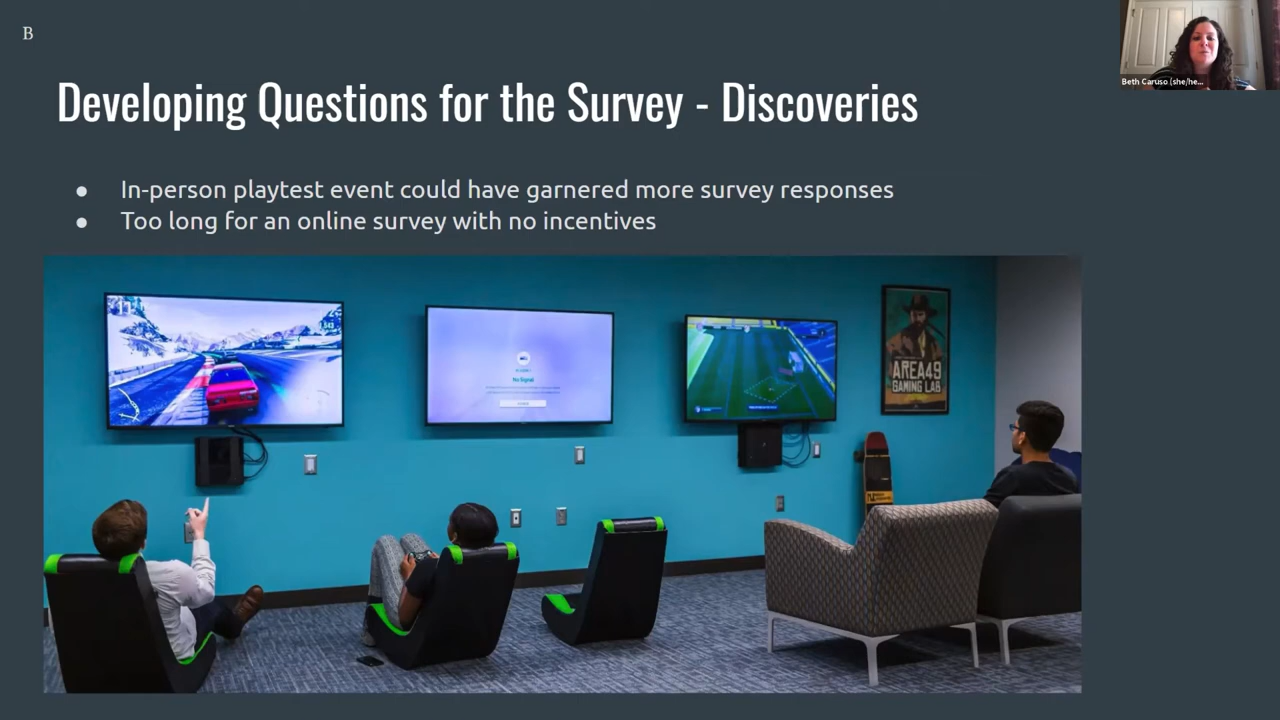 B
Beth Caruso (she/he...
Developing Questions for the Survey - Discoveries
● In-person playtest event could have garnered more survey responses
● Too long for an online survey with no incentives
No Signal
AREA49
GAMING LAB